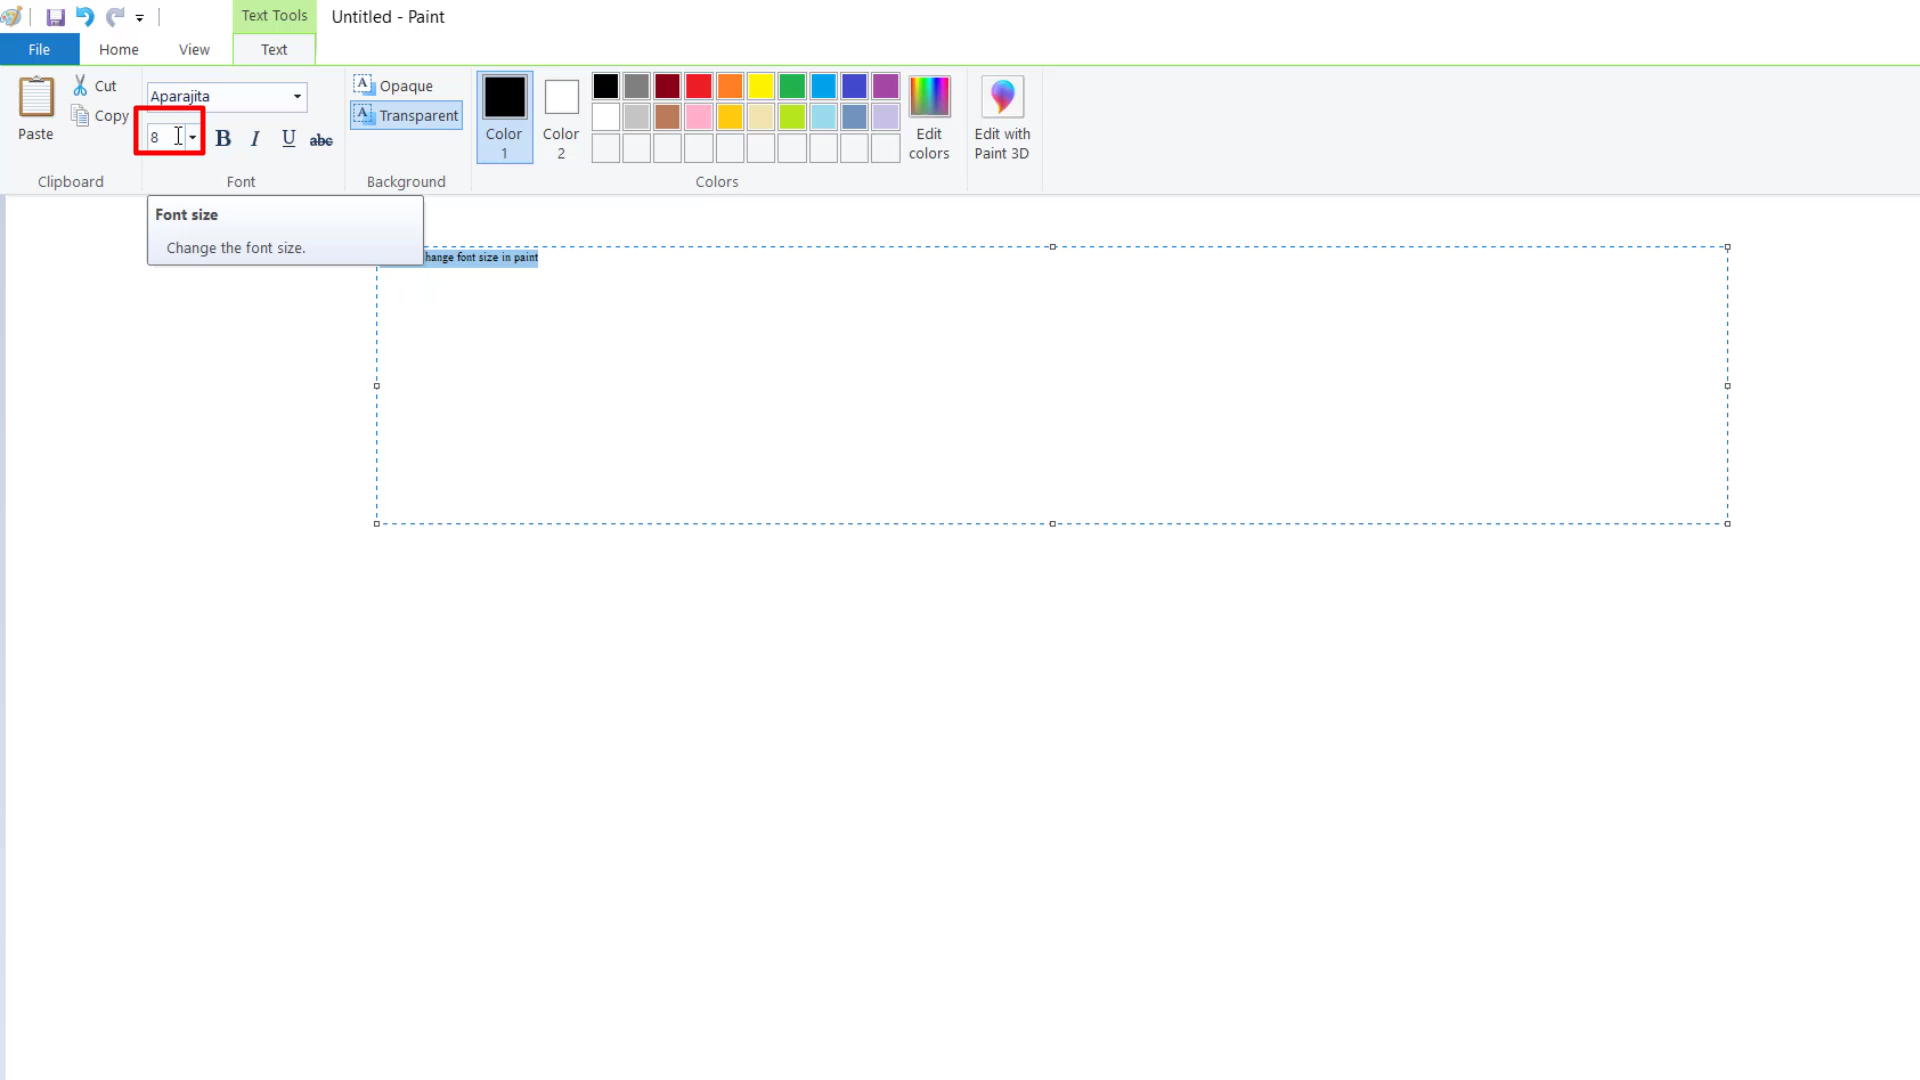 Text Tools
Untitled - Paint
File
Home
View
Text
Paste
Cut
Copy
Clipboard
Aparajita
8
B I U abc
Font
Opaque
Transparent
Background
Color 1
Color 2
Colors
Edit colors
Edit with Paint 3D
Font size
Change the font size.
hange font size in paint